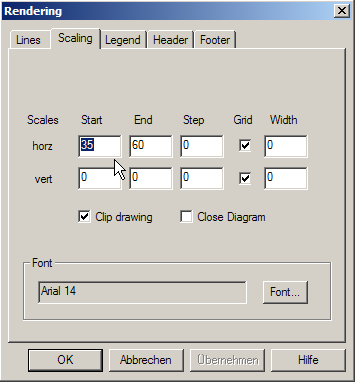 Rendering
Lines Scaling Legend Header Footer
Scales Start End Step Grid Width
horz 35 60 0 0
vert 0 0 0 0
Clip drawing Close Diagram
Font
Arial 14 Font...
OK Abbrechen Übernehmen Hilfe